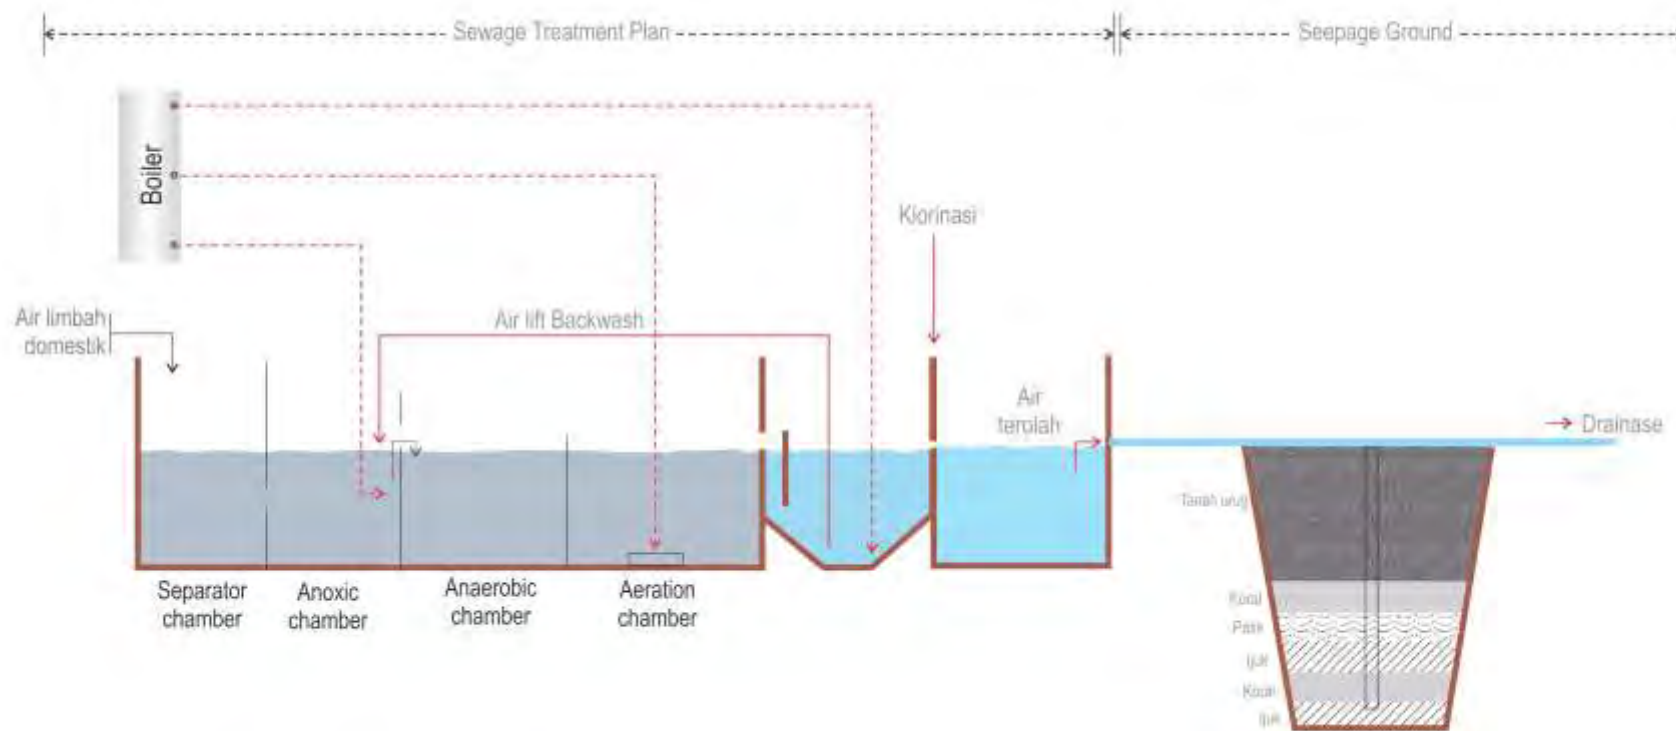 Sewage Treatment Plan
Seepage Ground
Boiler
Klorinasi
Air limbah
domestik
Air lift Backwash
Air
terolah
Drainase
Tanah urug
Separator
chamber
Anoxic
chamber
Anaerobic
chamber
Aeration
chamber
Koral
Pasir
Ijuk
Koral
Ijuk